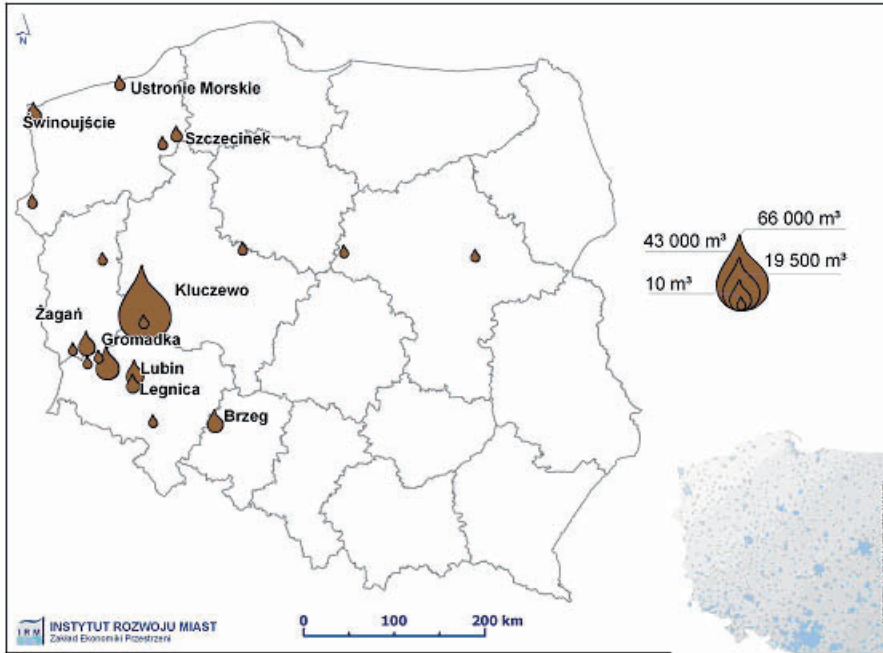 N
Ustronie Morskie
Świnoujście
Szczecinek
66 000 m³
43 000 m³
19 500 m³
10 m³
Kluczewo
Żagań
Gromadka
Lubin
Legnica
Brzeg
IRM
INSTYTUT ROZWOJU MIAST
Zakład Ekonomiki Przestrzeni
0 100 200 km